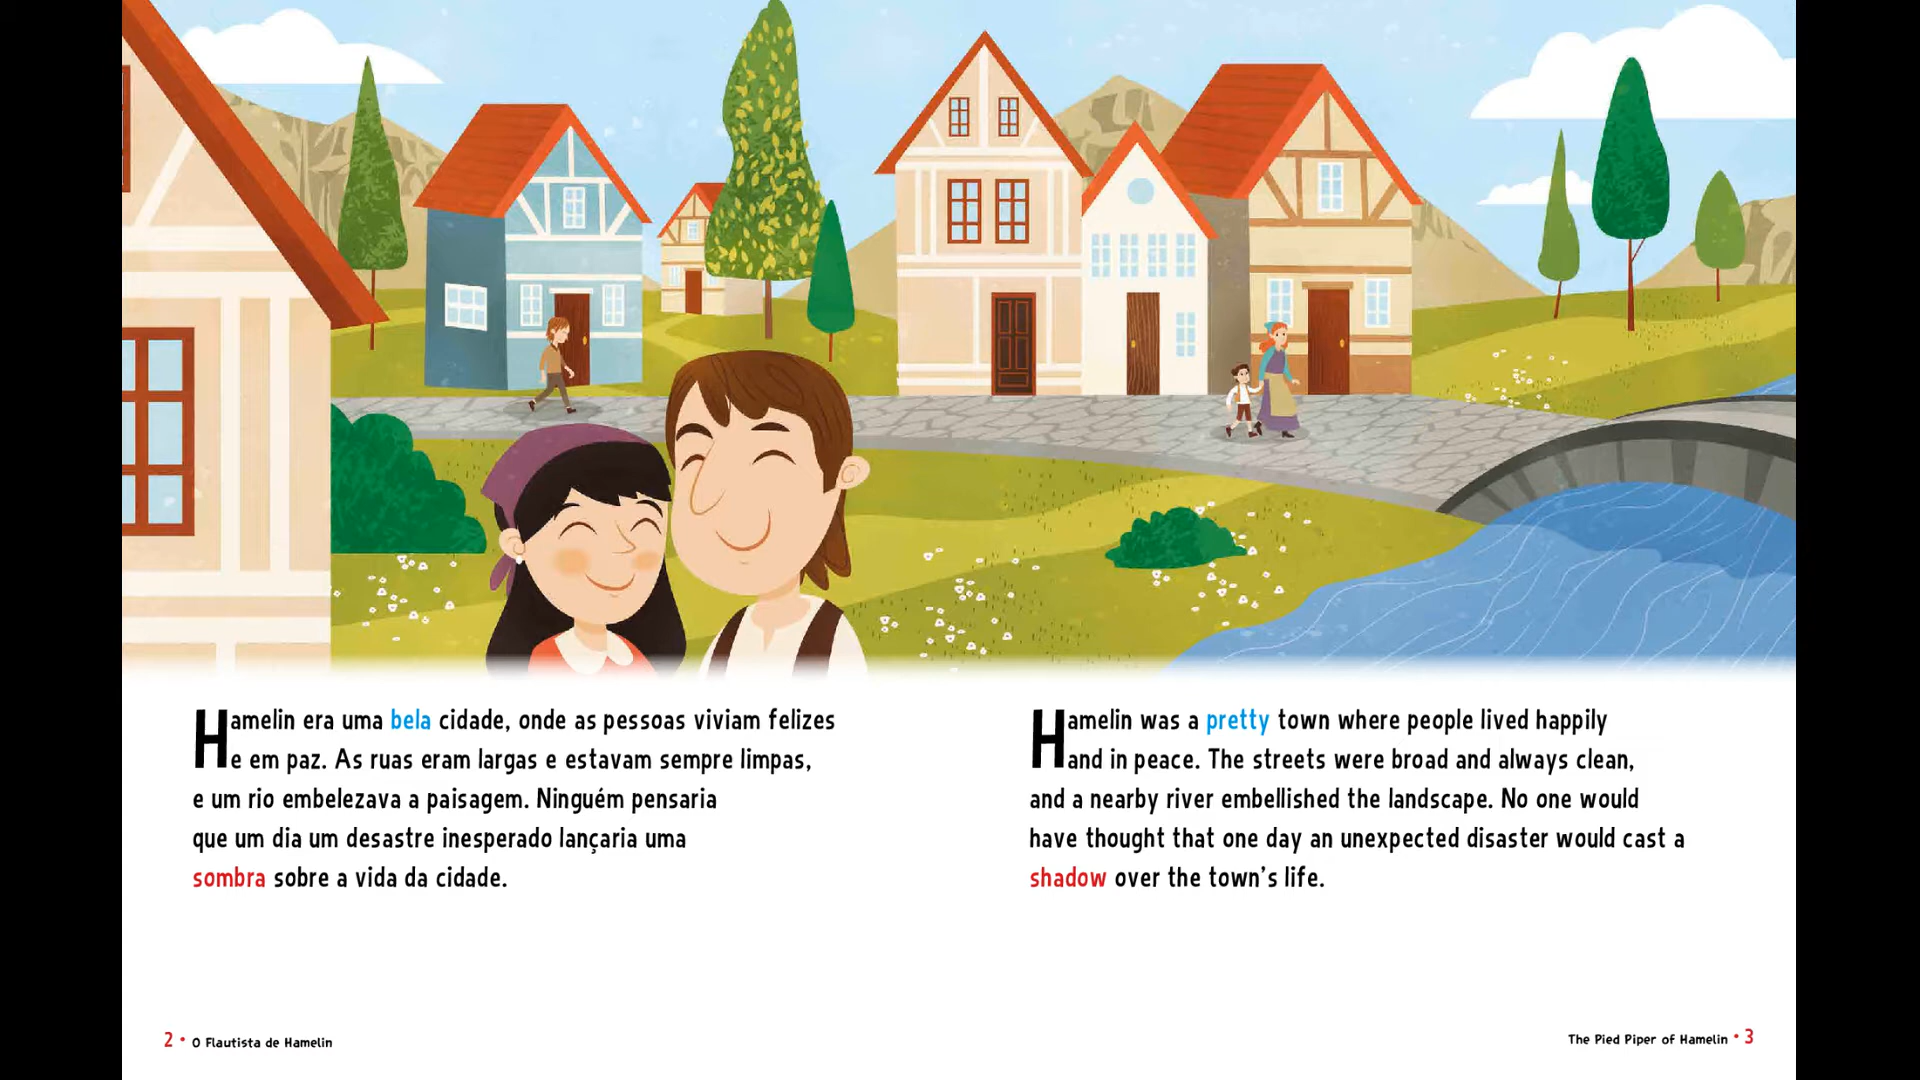 Hamelin era uma bela cidade, onde as pessoas viviam felizes
e em paz. As ruas eram largas e estavam sempre limpas,
e um rio embelezava a paisagem. Ninguém pensaria
que um dia um desastre inesperado lançaria uma
sombra sobre a vida da cidade.
2 • O Flautista de Hamelin
Hamelin was a pretty town where people lived happily
and in peace. The streets were broad and always clean,
and a nearby river embellished the landscape. No one would
have thought that one day an unexpected disaster would cast a
shadow over the town’s life.
The Pied Piper of Hamelin • 3